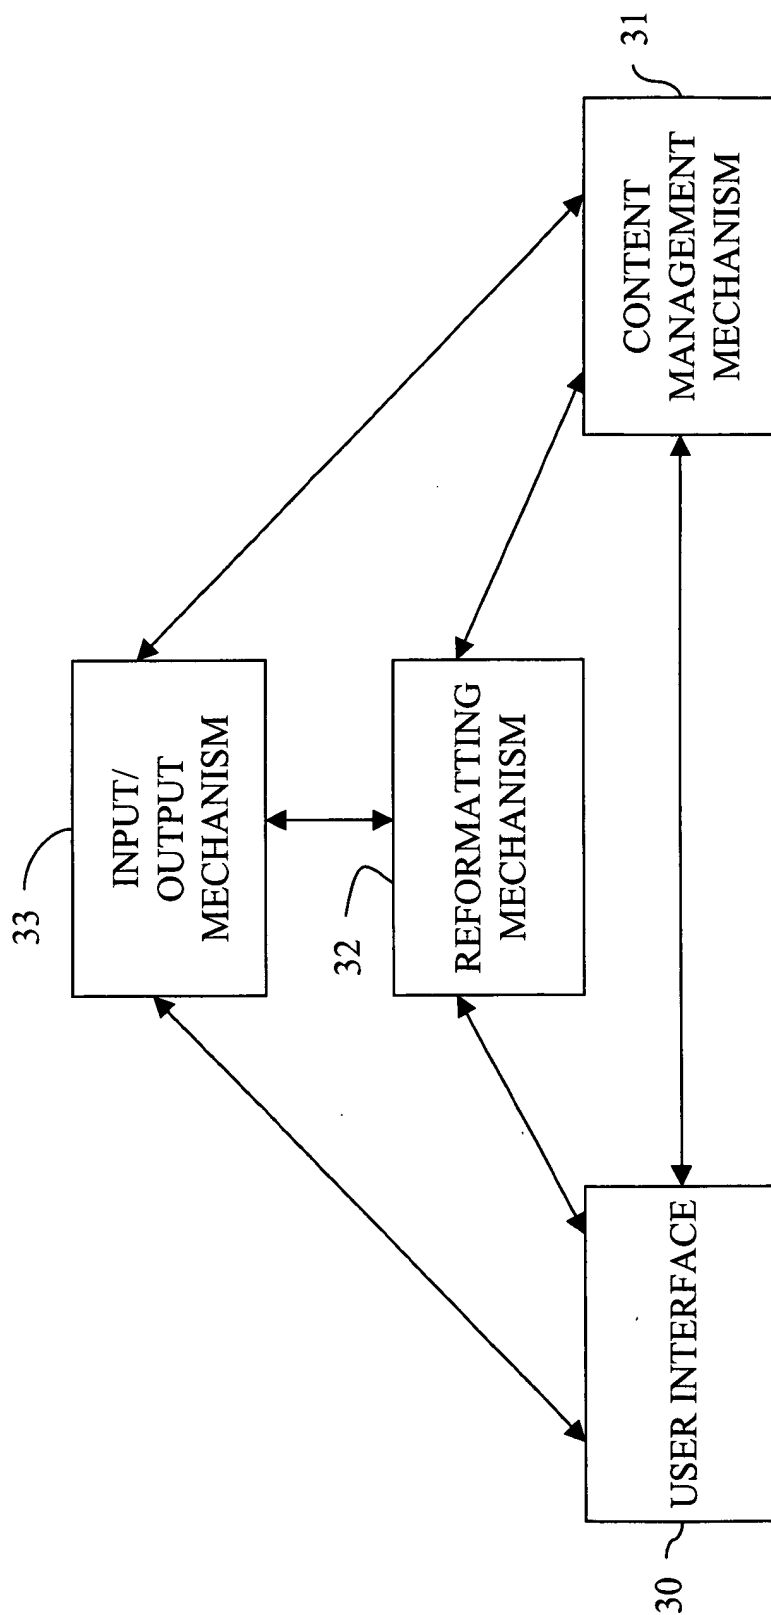 33
INPUT/
OUTPUT
MECHANISM
32
REFORMATTING
MECHANISM
30
USER INTERFACE
CONTENT
MANAGEMENT
MECHANISM
31